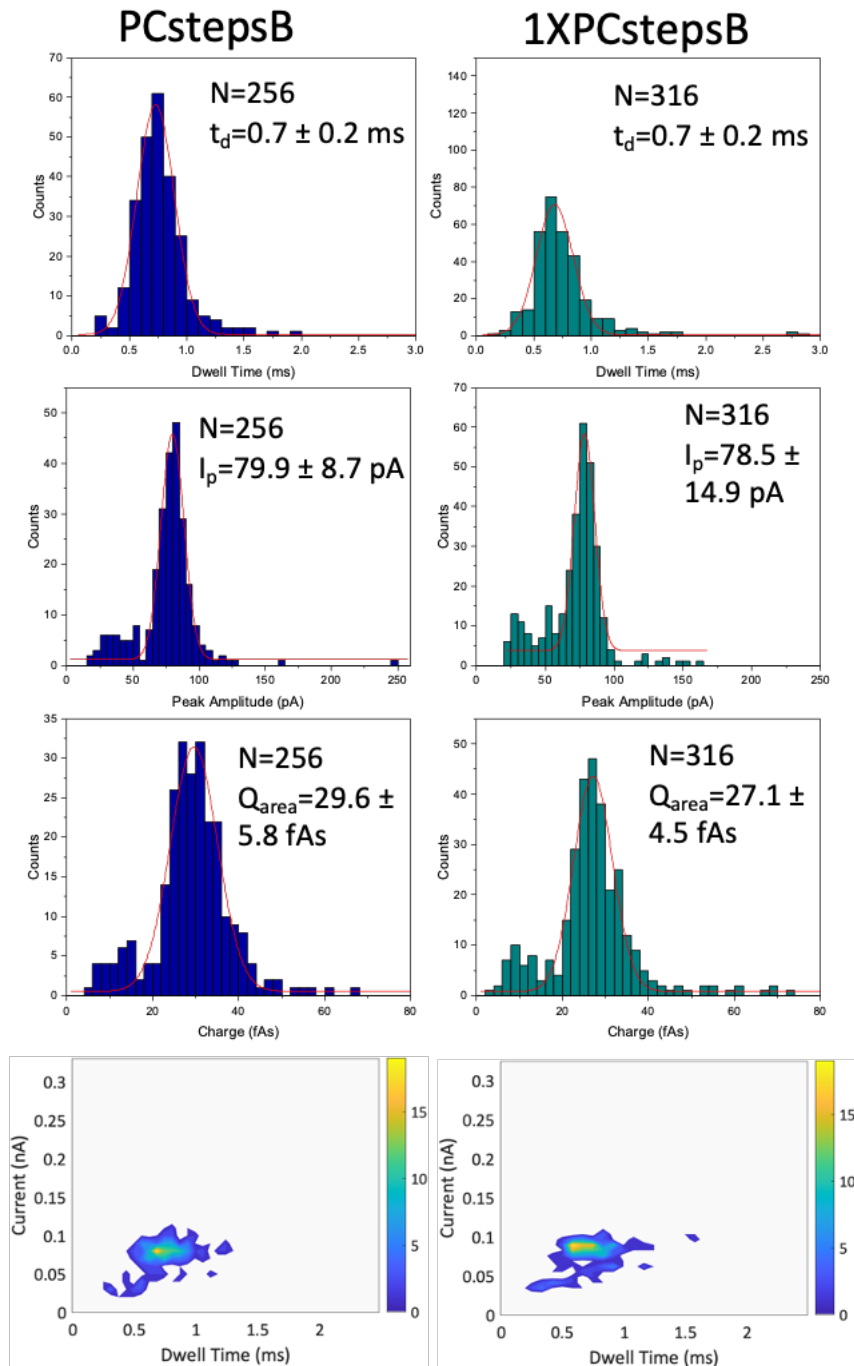 PCstepsB
1XPCstepsB
70
60
50
40
30
20
10
0
Counts
N=256
t_d=0.7 ± 0.2 ms
0.0 0.5 1.0 1.5 2.0 2.5 3.0
Dwell Time (ms)
140
120
100
80
60
40
20
0
Counts
N=316
t_d=0.7 ± 0.2 ms
0.0 0.5 1.0 1.5 2.0 2.5 3.0
Dwell Time (ms)
50
40
30
20
10
0
Counts
N=256
I_p=79.9 ± 8.7 pA
0 50 100 150 200 250
Peak Amplitude (pA)
70
60
50
40
30
20
10
0
Counts
N=316
I_p=78.5 ±
14.9 pA
0 50 100 150 200 250
Peak Amplitude (pA)
35
30
25
20
15
10
5
0
Counts
N=256
Q_area=29.6 ±
5.8 fAs
0 20 40 60 80
Charge (fAs)
50
40
30
20
10
0
Counts
N=316
Q_area=27.1 ±
4.5 fAs
0 20 40 60 80
Charge (fAs)
0.3
0.25
0.2
0.15
0.1
0.05
0
Current (nA)
0 0.5 1 1.5 2
Dwell Time (ms)
15
10
5
0
0.3
0.25
0.2
0.15
0.1
0.05
0
Current (nA)
0 0.5 1 1.5 2
Dwell Time (ms)
15
10
5
0